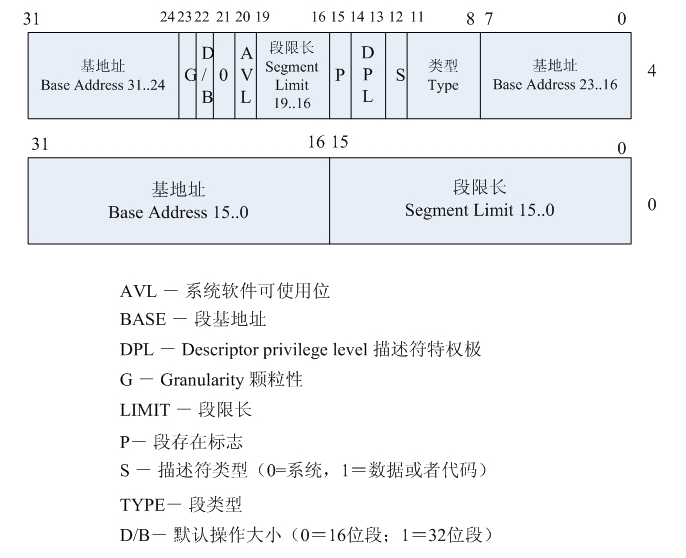 31 24 23 22 21 20 19 16 15 14 13 12 11 8 7 0
基地址
Base Address 31..24
G
D
/
B
0
A
V
L
段限长
Segment
Limit
19..16
P
D
P
L
S
类型
Type
基地址
Base Address 23..16
4
31 16 15 0
基地址
Base Address 15..0
段限长
Segment Limit 15..0
0
AVL － 系统软件可使用位
BASE － 段基地址
DPL－ Descriptor privilege level 描述符特权极
G － Granularity 颗粒性
LIMIT－ 段限长
P－ 段存在标志
S － 描述符类型（0=系统，1＝数据或者代码）
TYPE－ 段类型
D/B－ 默认操作大小（0＝16位段；1＝32位段）